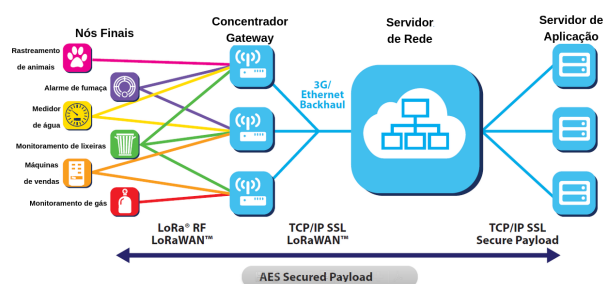 Nós Finais
Concentrador
Gateway
Servidor
de Rede
Servidor de
Aplicação
Rastreamento
de animais
Alarme de fumaça
Medidor
de água
Monitoramento de lixeiras
Máquinas
de vendas
Monitoramento de gás
3G/
Ethernet
Backhaul
LoRa® RF
LoRaWAN™
TCP/IP SSL
LoRaWAN™
TCP/IP SSL
Secure Payload
AES Secured Payload